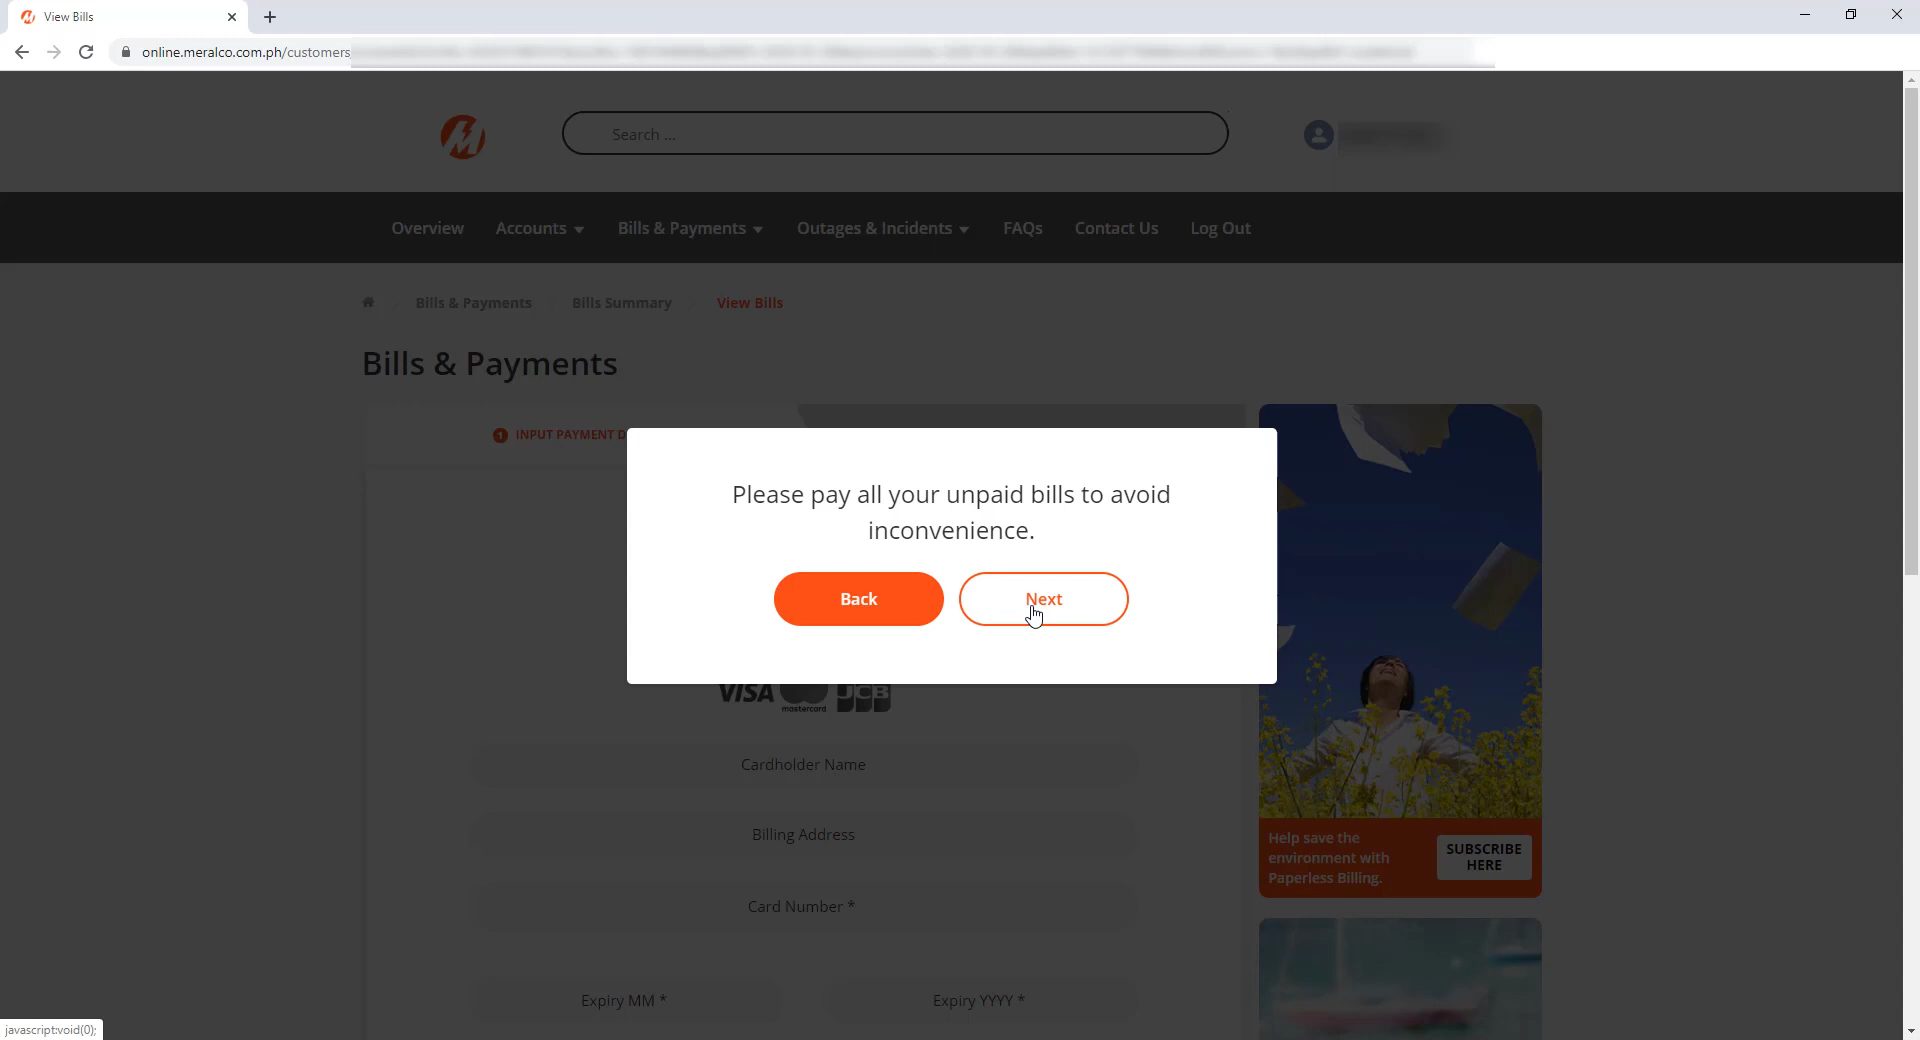 View Bills
online.meralco.com.ph/customers
Search ...
Overview Accounts Bills & Payments Outages & Incidents FAQs Contact Us Log Out
Bills & Payments Bills Summary View Bills
Bills & Payments
1 INPUT PAYMENT D
Please pay all your unpaid bills to avoid
inconvenience.
Back Next
VISA mastercard JCB
Cardholder Name
Billing Address
Card Number *
Expiry MM * Expiry YYYY *
Help save the
environment with
Paperless Billing.
SUBSCRIBE
HERE
javascript:void(0);